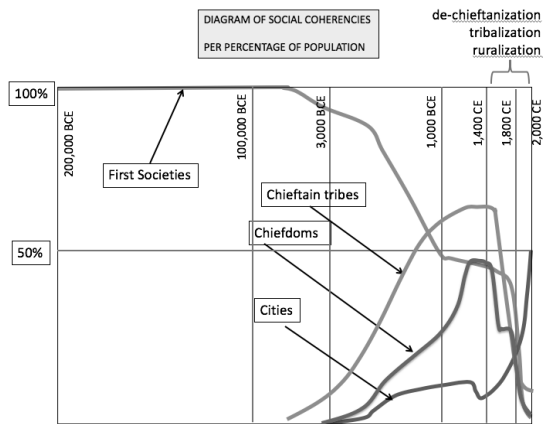 DIAGRAM OF SOCIAL COHERENCIES
PER PERCENTAGE OF POPULATION
de-chieftanization
tribalization
ruralization
100%
200,000 BCE
100,000 BCE
3,000 BCE
1,000 BCE
1,400 CE
1,800 CE
2,000 CE
First Societies
Chieftain tribes
Chiefdoms
50%
Cities